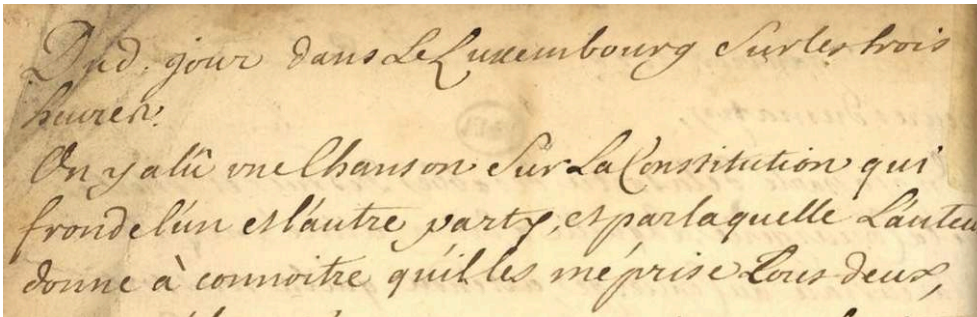 Dud. jour dans Le Luxembourg Sur les trois
heures.
On y a lû vne Chanson Sur La Constitution qui
fronde l'un et l'autre party, et par laquelle L'auteu
donne à connoitre qu'il les méprise tous deux,